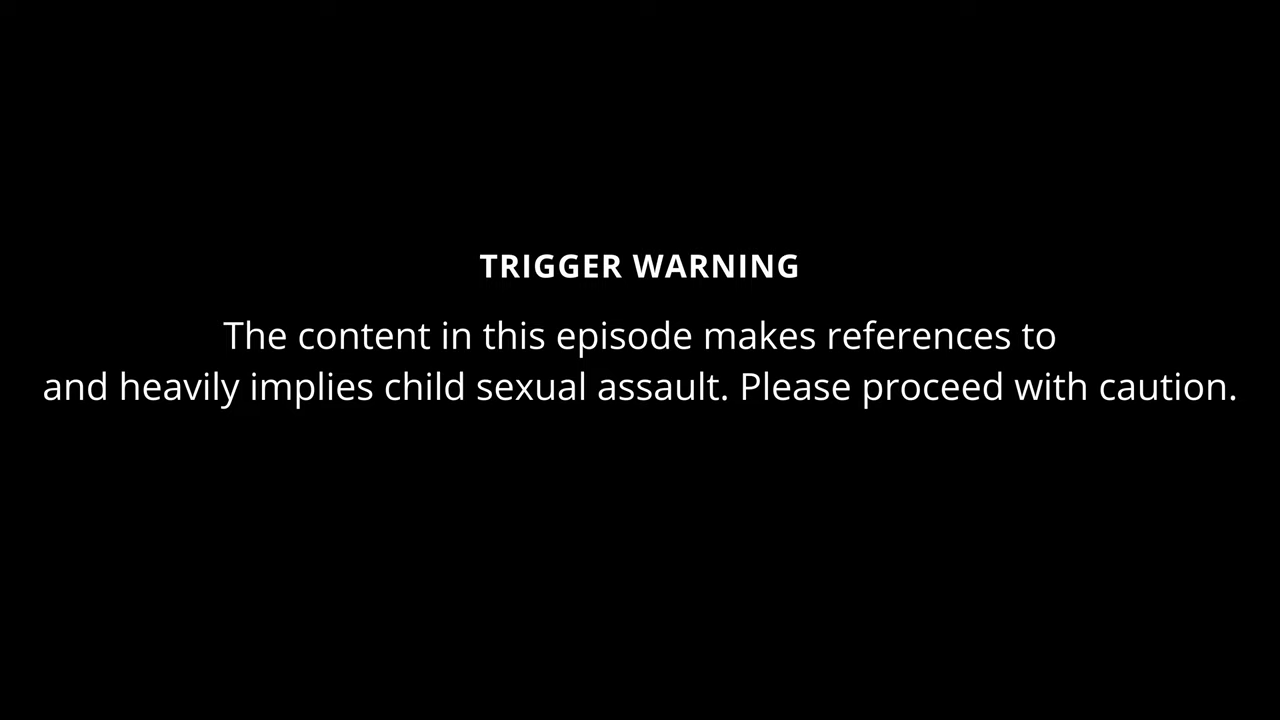 TRIGGER WARNING
The content in this episode makes references to
and heavily implies child sexual assault. Please proceed with caution.